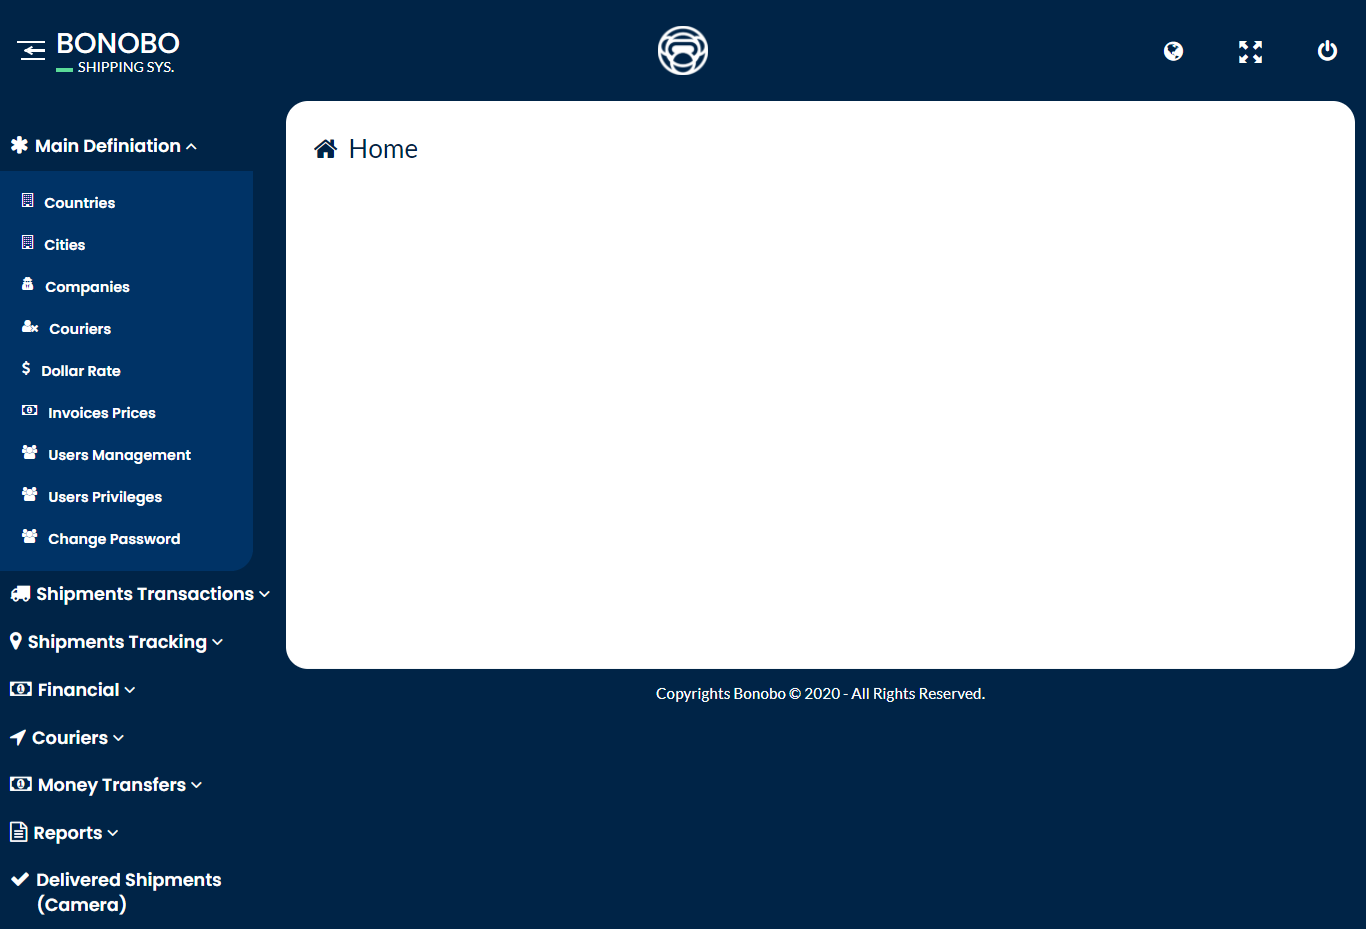 BONOBO
SHIPPING SYS.
Main Definiation
Countries
Cities
Companies
Couriers
Dollar Rate
Invoices Prices
Users Management
Users Privileges
Change Password
Shipments Transactions
Shipments Tracking
Financial
Couriers
Money Transfers
Reports
Delivered Shipments
(Camera)
Home
Copyrights Bonobo © 2020 - All Rights Reserved.